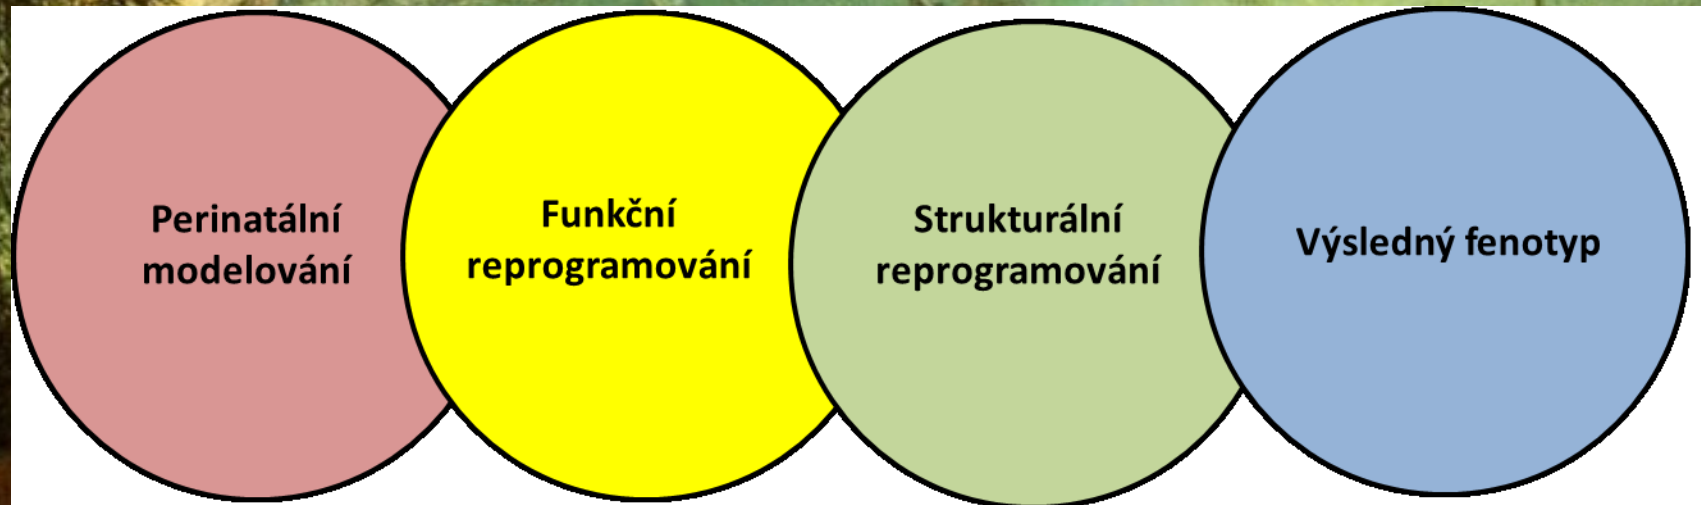 Perinatální
modelování
Funkční
reprogramování
Strukturální
reprogramování
Výsledný fenotyp